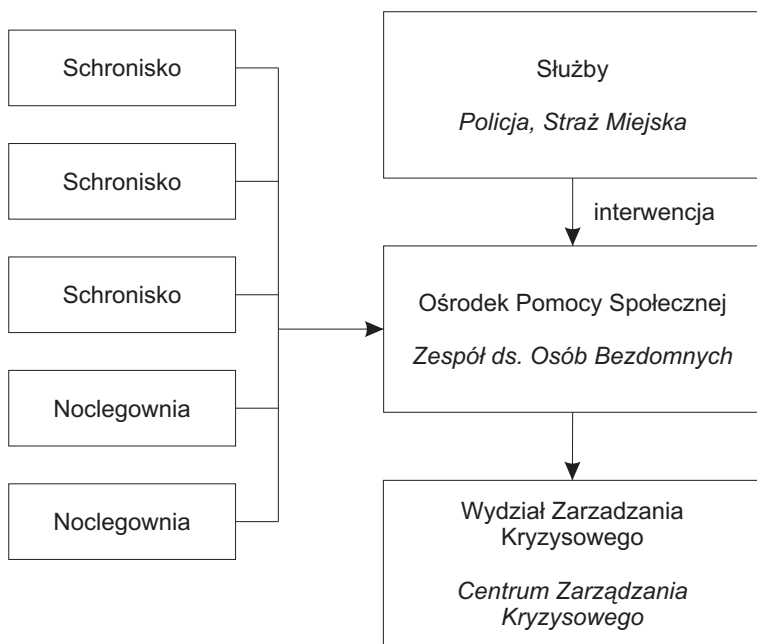 Schronisko
Schronisko
Schronisko
Noclegownia
Noclegownia
Służby
Policja, Straż Miejska
interwencja
Ośrodek Pomocy Społecznej
Zespół ds. Osób Bezdomnych
Wydział Zarzadzania
Kryzysowego
Centrum Zarządzania
Kryzysowego